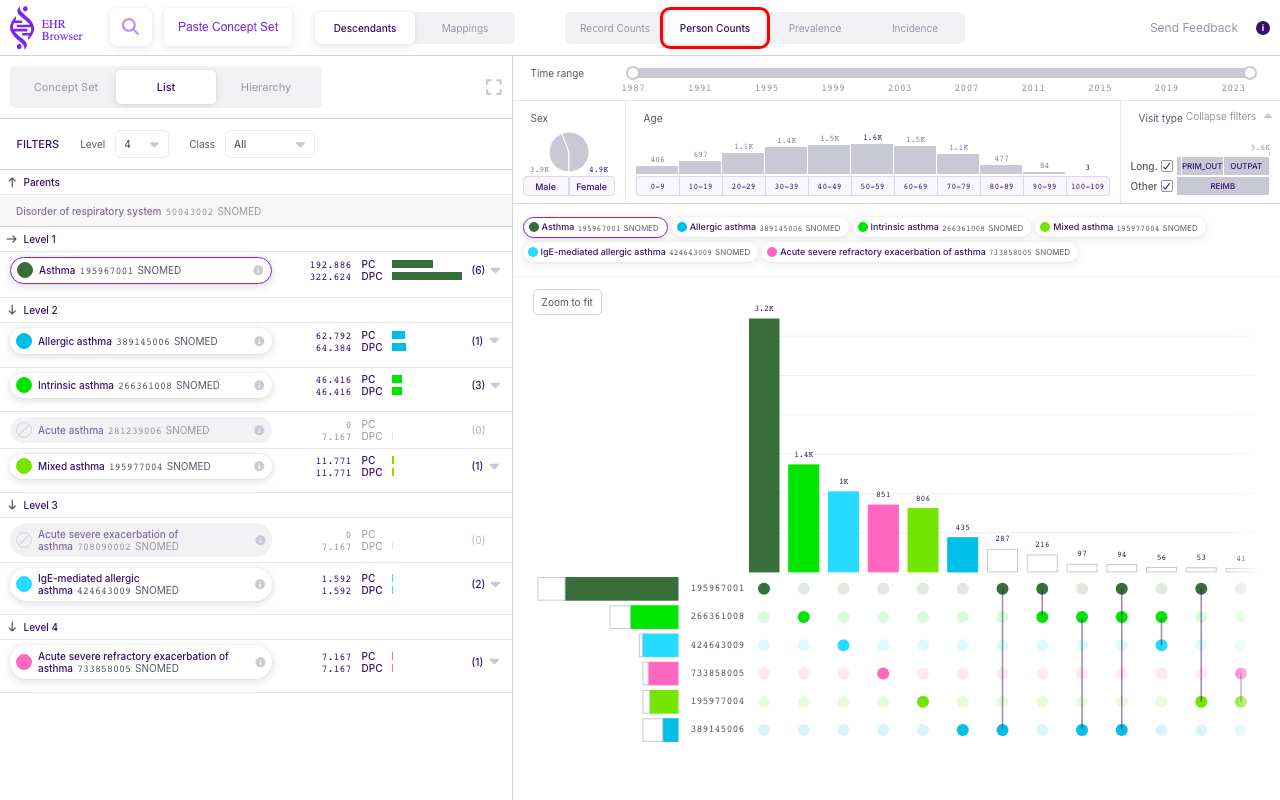 EHR
Browser
Paste Concept Set
Descendants
Mappings
Record Counts
Person Counts
Prevalence
Incidence
Send Feedback
i
Concept Set
List
Hierarchy
FILTERS
Level
4
Class
All
Parents
Disorder of respiratory system 50043002 SNOMED
Level 1
Asthma 195967001 SNOMED
192.886 PC
322.624 DPC
(6)
Level 2
Allergic asthma 389145006 SNOMED
62.792 PC
64.384 DPC
(1)
Intrinsic asthma 266361008 SNOMED
46.416 PC
46.416 DPC
(3)
Acute asthma 281239006 SNOMED
0 PC
7.167 DPC
(0)
Mixed asthma 195977004 SNOMED
11.771 PC
11.771 DPC
(1)
Level 3
Acute severe exacerbation of
asthma 708090002 SNOMED
0 PC
7.167 DPC
(0)
IgE-mediated allergic
asthma 424643009 SNOMED
1.592 PC
1.592 DPC
(2)
Level 4
Acute severe refractory exacerbation of
asthma 733858005 SNOMED
7.167 PC
7.167 DPC
(1)
Time range
1987 1991 1995 1999 2003 2007 2011 2015 2019 2023
Sex
3.9K 4.9K
Male Female
Age
406 697 1.1K 1.4K 1.5K 1.6K 1.5K 1.1K 477 84 3
0-9 10-19 20-29 30-39 40-49 50-59 60-69 70-79 80-89 90-99 100-109
Visit type
Collapse filters
5.6K
Long. PRIM_OUT OUTPAT
Other REIMB
Asthma 195967001 SNOMED
Allergic asthma 389145006 SNOMED
Intrinsic asthma 266361008 SNOMED
Mixed asthma 195977004 SNOMED
IgE-mediated allergic asthma 424643009 SNOMED
Acute severe refractory exacerbation of asthma 733858005 SNOMED
Zoom to fit
3.2K 1.4K 1K 851 806 435 287 216 97 94 56 53 41
195967001
266361008
424643009
733858005
195977004
389145006